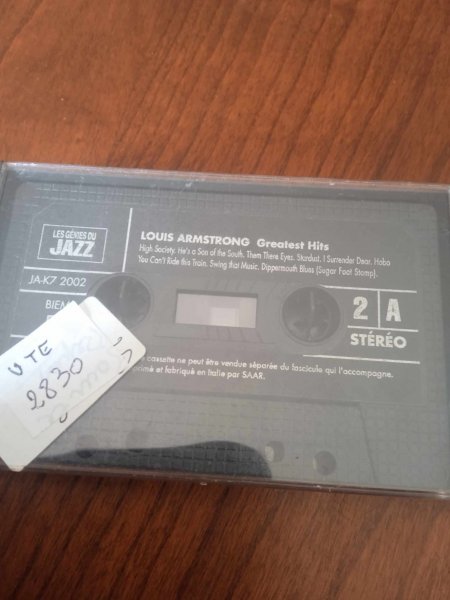 LES GÉNIES DU
JAZZ
LOUIS ARMSTRONG Greatest Hits
High Society. He's a Son of the South. Them There Eyes. Stardust. I Surrender Dear. Hobo
You Can't Ride this Train. Swing that Music. Dippermouth Blues (Sugar Foot Stomp).
JA-K7 2002
BIEM
2 A
STÉRÉO
cassette ne peut être vendue séparée du fascicule qui l'accompagne.
primé et fabriqué en Italie par SAAR.
VTE
2830